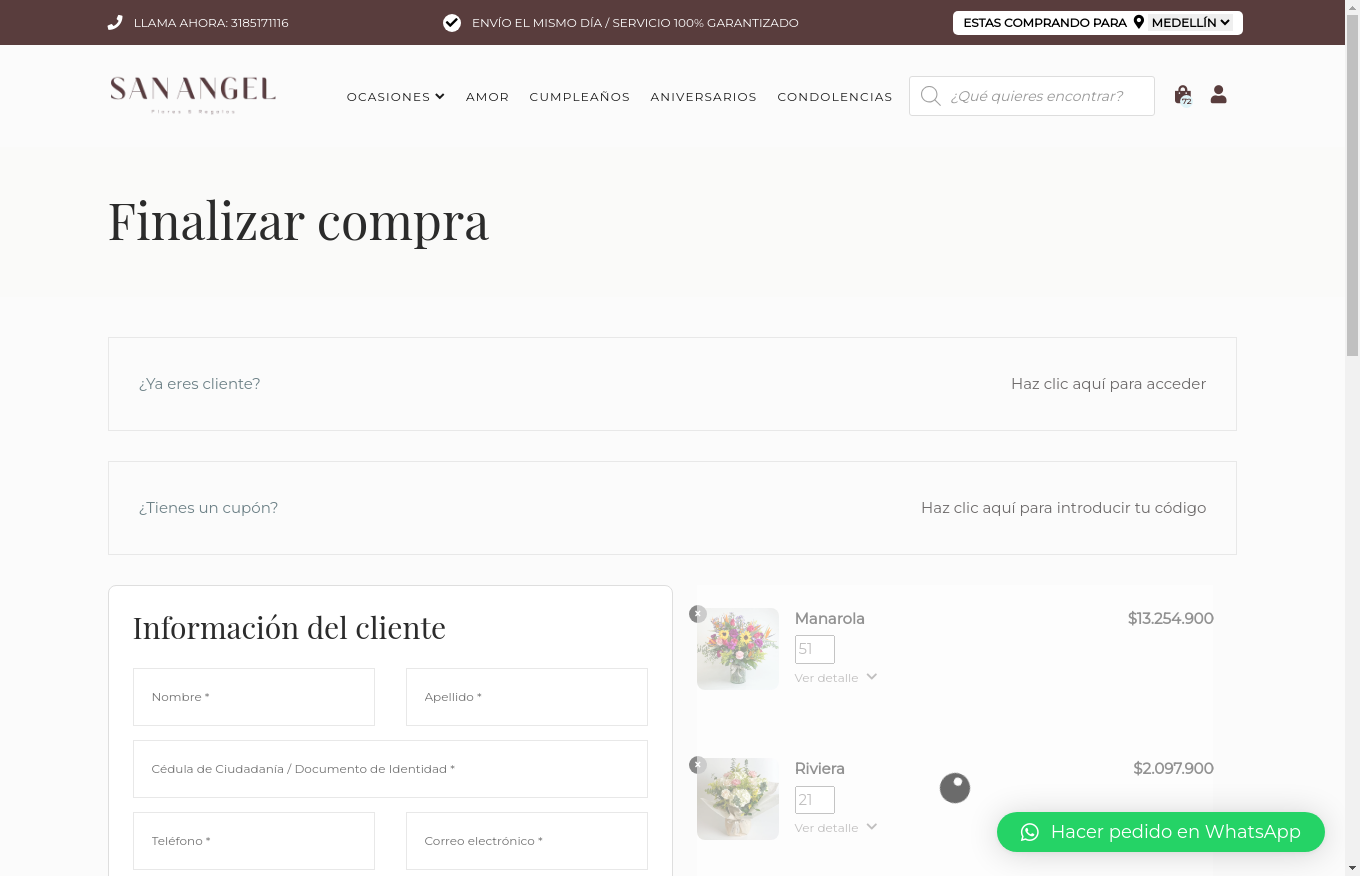 LLAMA AHORA: 3185171116
ENVÍO EL MISMO DÍA / SERVICIO 100% GARANTIZADO
ESTAS COMPRANDO PARA MEDELLÍN
SAN ANGEL
Flores & Regalos
OCASIONES
AMOR
CUMPLEAÑOS
ANIVERSARIOS
CONDOLENCIAS
¿Qué quieres encontrar?
72
Finalizar compra
¿Ya eres cliente?
Haz clic aquí para acceder
¿Tienes un cupón?
Haz clic aquí para introducir tu código
Información del cliente
Nombre *
Apellido *
Cédula de Ciudadanía / Documento de Identidad *
Teléfono *
Correo electrónico *
Manarola
$13.254.900
51
Ver detalle
Riviera
$2.097.900
21
Ver detalle
Hacer pedido en WhatsApp